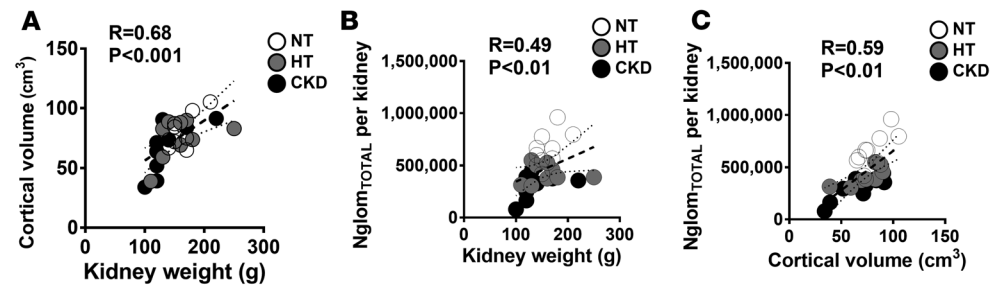 A
R=0.68
P<0.001
NT
HT
CKD
150
100
50
0
0
100
200
300
Cortical volume (cm³)
Kidney weight (g)
B
R=0.49
P<0.01
NT
HT
CKD
1,500,000
1,000,000
500,000
0
0
100
200
300
NglomTOTAL per kidney
Kidney weight (g)
C
R=0.59
P<0.01
NT
HT
CKD
1,500,000
1,000,000
500,000
0
0
50
100
150
NglomTOTAL per kidney
Cortical volume (cm³)